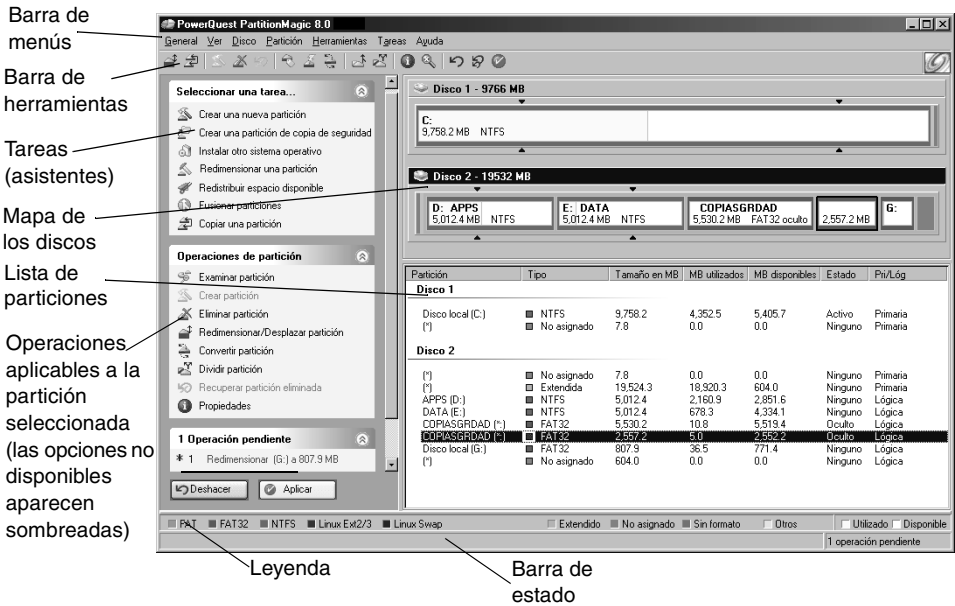 Barra de
menús
Barra de
herramientas
Tareas
(asistentes)
Mapa de
los discos
Lista de
particiones
Operaciones
aplicables a la
partición
seleccionada
(las opciones no
disponibles
aparecen
sombreadas)
PowerQuest PartitionMagic 8.0
General Ver Disco Partición Herramientas Tareas Ayuda
Seleccionar una tarea...
Crear una nueva partición
Crear una partición de copia de seguridad
Instalar otro sistema operativo
Redimensionar una partición
Redistribuir espacio disponible
Fusionar particiones
Copiar una partición
Operaciones de partición
Examinar partición
Crear partición
Eliminar partición
Redimensionar/Desplazar partición
Convertir partición
Dividir partición
Recuperar partición eliminada
Propiedades
1 Operación pendiente
* 1 Redimensionar (G:) a 807.9 MB
Deshacer Aplicar
Disco 1 - 9766 MB
C:
9,758.2 MB NTFS
Disco 2 - 19532 MB
D: APPS E: DATA COPIASGRDAD G:
5,012.4 MB NTFS 5,012.4 MB NTFS 5,530.2 MB FAT32 oculto 2,557.2 MB
Partición Tipo Tamaño en MB MB utilizados MB disponibles Estado Pri/Lóg
Disco 1
Disco local (C:) NTFS 9,758.2 4,352.5 5,405.7 Activo Primaria
(*) No asignado 7.8 0.0 0.0 Ninguno Primaria
Disco 2
(*) No asignado 7.8 0.0 0.0 Ninguno Primaria
(*) Extendida 19,524.3 18,920.3 604.0 Ninguno Primaria
APPS (D:) NTFS 5,012.4 2,160.9 2,851.6 Ninguno Lógica
DATA (E:) NTFS 5,012.4 678.3 4,334.1 Ninguno Lógica
COPIASGRDAD (*:) FAT32 5,530.2 10.8 5,519.4 Oculto Lógica
COPIASGRDAD (*:) FAT32 2,557.2 5.0 2,552.2 Oculto Lógica
Disco local (G:) FAT32 807.9 36.5 771.4 Ninguno Lógica
(*) No asignado 604.0 0.0 0.0 Ninguno Lógica
FAT FAT32 NTFS Linux Ext2/3 Linux Swap Extendido No asignado Sin formato Otros Utilizado Disponible
1 operación pendiente
Leyenda
Barra de
estado